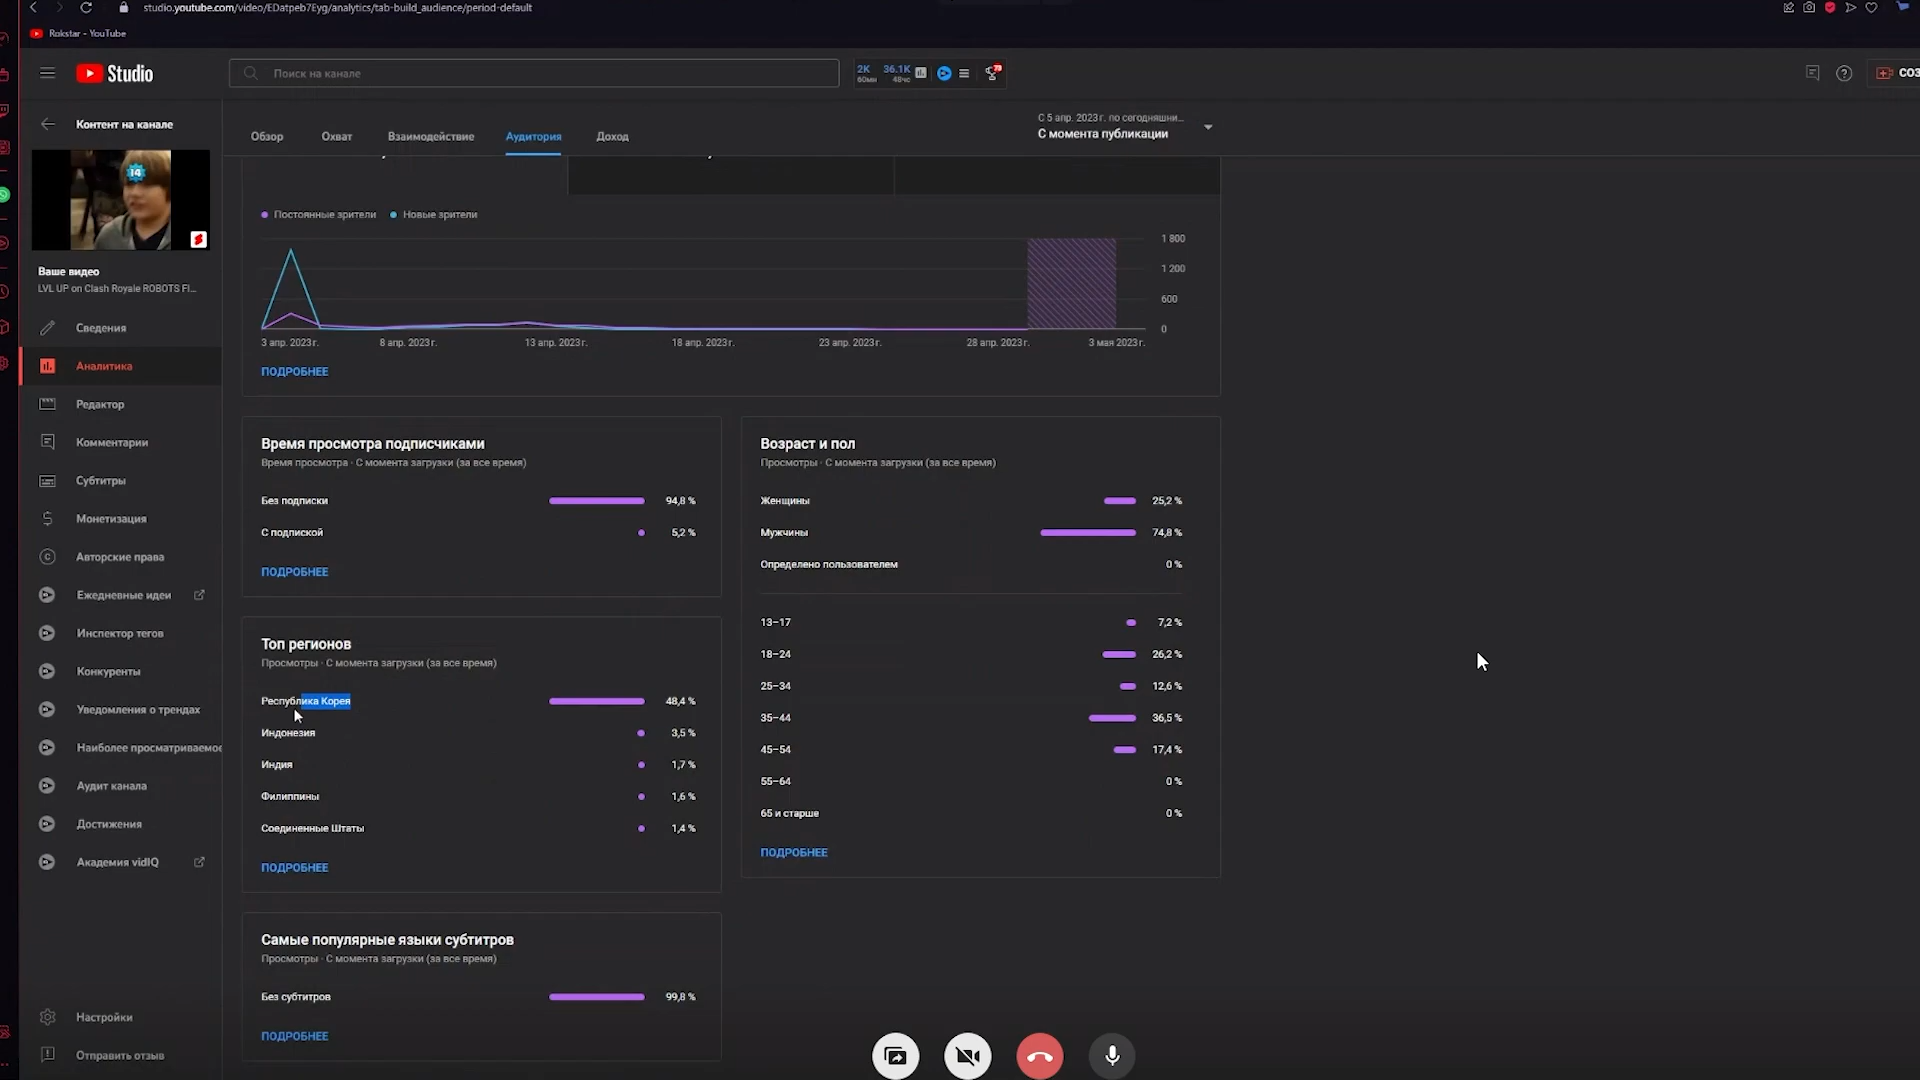 studio.youtube.com/video/EDatpeb7Eyg/analytics/tab-build_audience/period-default
Rokstar - YouTube
Studio
Поиск на канале
2K
60мин
36.1K
48чс
СОЗ
Контент на канале
14
Ваше видео
LVL UP on Clash Royale ROBOTS FI...
Сведения
Аналитика
Редактор
Комментарии
Субтитры
Монетизация
Авторские права
Ежедневные идеи
Инспектор тегов
Конкуренты
Уведомления о трендах
Наиболее просматриваемое
Аудит канала
Достижения
Академия vidIQ
Настройки
Отправить отзыв
Обзор
Охват
Взаимодействие
Аудитория
Доход
С 5 апр. 2023 г. по сегодняшни...
С момента публикации
Постоянные зрители
Новые зрители
1 800
1 200
600
0
3 апр. 2023 г.
8 апр. 2023 г.
13 апр. 2023 г.
18 апр. 2023 г.
23 апр. 2023 г.
28 апр. 2023 г.
3 мая 2023 г.
ПОДРОБНЕЕ
Время просмотра подписчиками
Время просмотра · С момента загрузки (за все время)
Без подписки 94,8 %
С подпиской 5,2 %
ПОДРОБНЕЕ
Топ регионов
Просмотры · С момента загрузки (за все время)
Республика Корея 48,4 %
Индонезия 3,5 %
Индия 1,7 %
Филиппины 1,6 %
Соединенные Штаты 1,4 %
ПОДРОБНЕЕ
Самые популярные языки субтитров
Просмотры · С момента загрузки (за все время)
Без субтитров 99,8 %
ПОДРОБНЕЕ
Возраст и пол
Просмотры · С момента загрузки (за все время)
Женщины 25,2 %
Мужчины 74,8 %
Определено пользователем 0 %
13–17 7,2 %
18–24 26,2 %
25–34 12,6 %
35–44 36,5 %
45–54 17,4 %
55–64 0 %
65 и старше 0 %
ПОДРОБНЕЕ